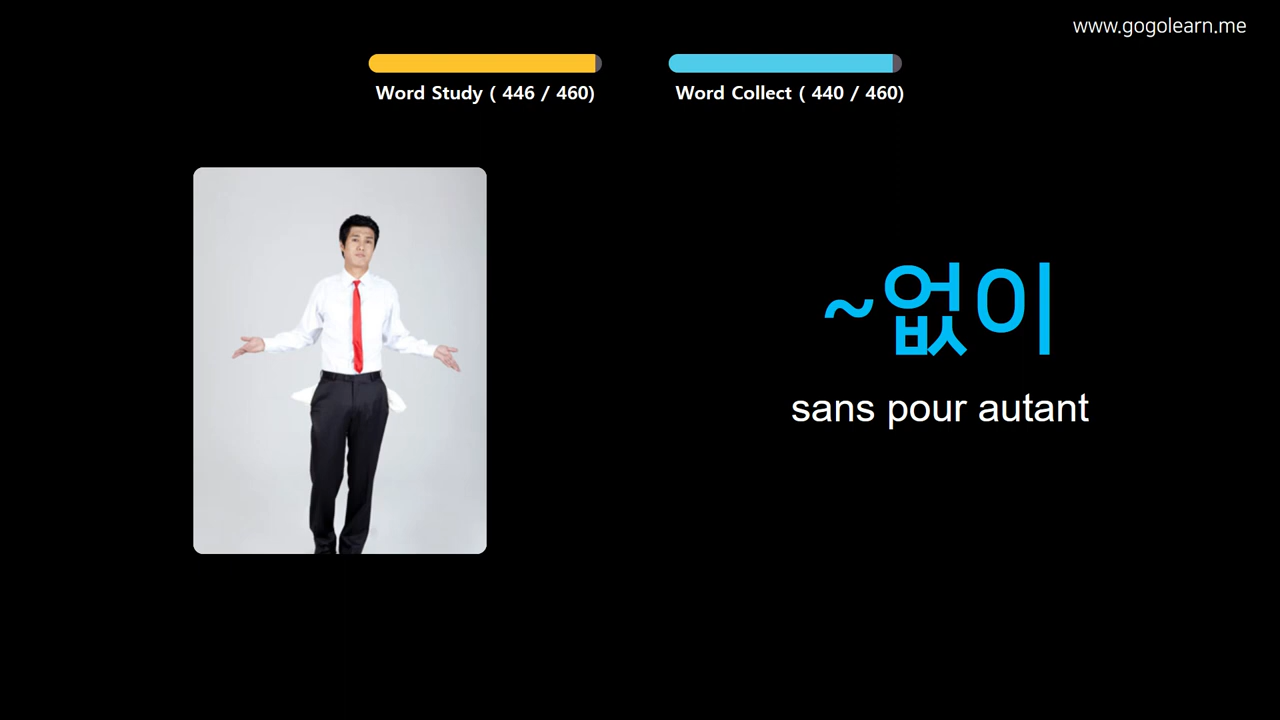 www.gogolearn.me
Word Study ( 446 / 460)
Word Collect ( 440 / 460)
~없이
sans pour autant